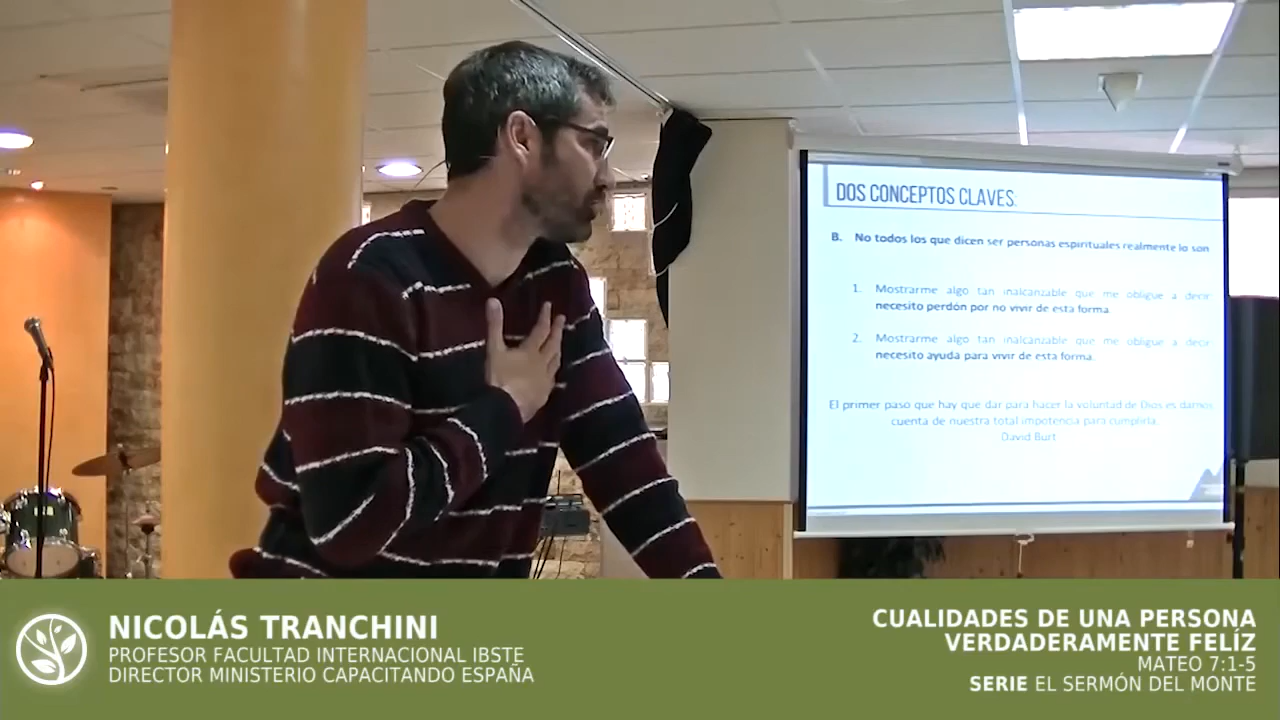 DOS CONCEPTOS CLAVES.
B. No todos los que dicen ser personas espirituales realmente lo son
1. Mostrarme algo tan inalcanzable que me obligue a decir
necesito perdón por no vivir de esta forma.
2. Mostrarme algo tan inalcanzable que me obligue a decir
necesito ayuda para vivir de esta forma.
El primer paso que hay que dar para hacer la voluntad de Dios es darnos
cuenta de nuestra total impotencia para cumplirla.
David Burt
NICOLÁS TRANCHINI
PROFESOR FACULTAD INTERNACIONAL IBSTE
DIRECTOR MINISTERIO CAPACITANDO ESPAÑA
CUALIDADES DE UNA PERSONA
VERDADERAMENTE FELÍZ
MATEO 7:1-5
SERIE EL SERMÓN DEL MONTE